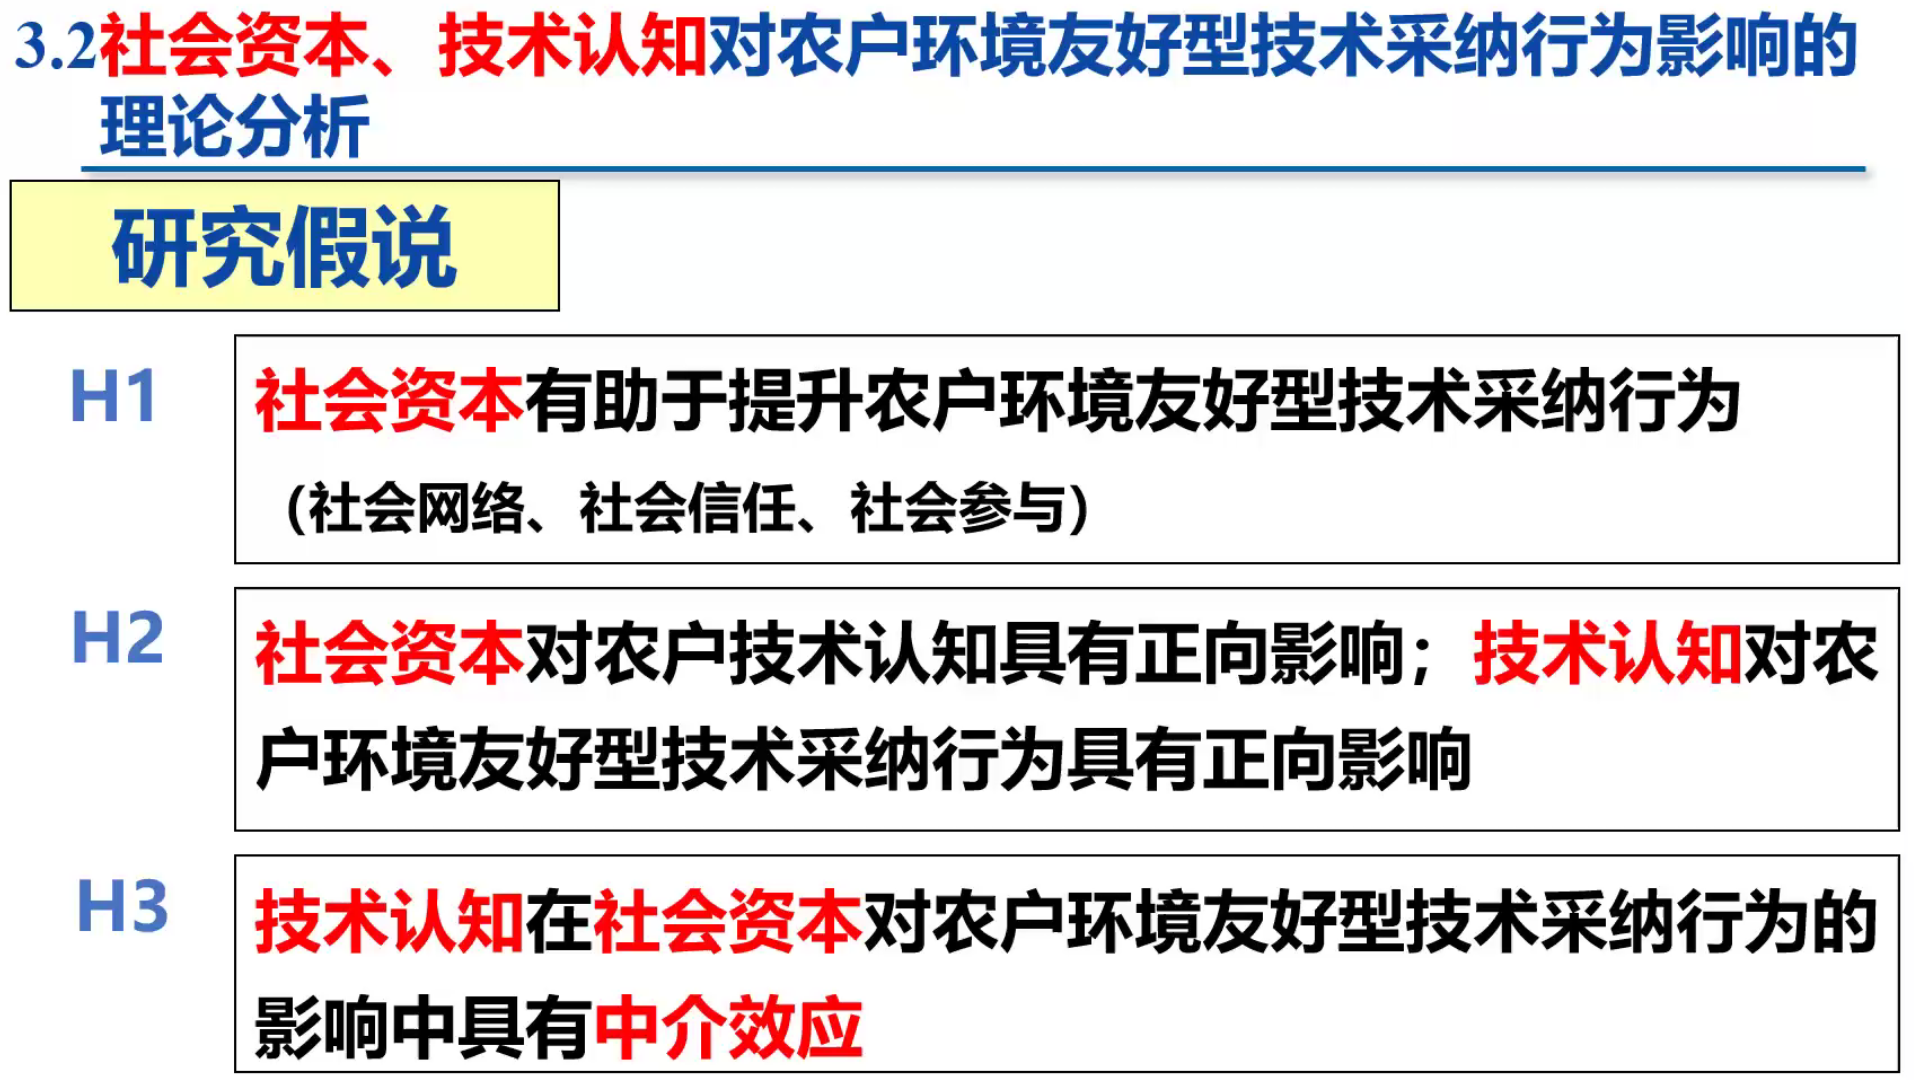 3.2社会资本、技术认知对农户环境友好型技术采纳行为影响的
理论分析
研究假说
H1
社会资本有助于提升农户环境友好型技术采纳行为
（社会网络、社会信任、社会参与）
H2
社会资本对农户技术认知具有正向影响；技术认知对农
户环境友好型技术采纳行为具有正向影响
H3
技术认知在社会资本对农户环境友好型技术采纳行为的
影响中具有中介效应